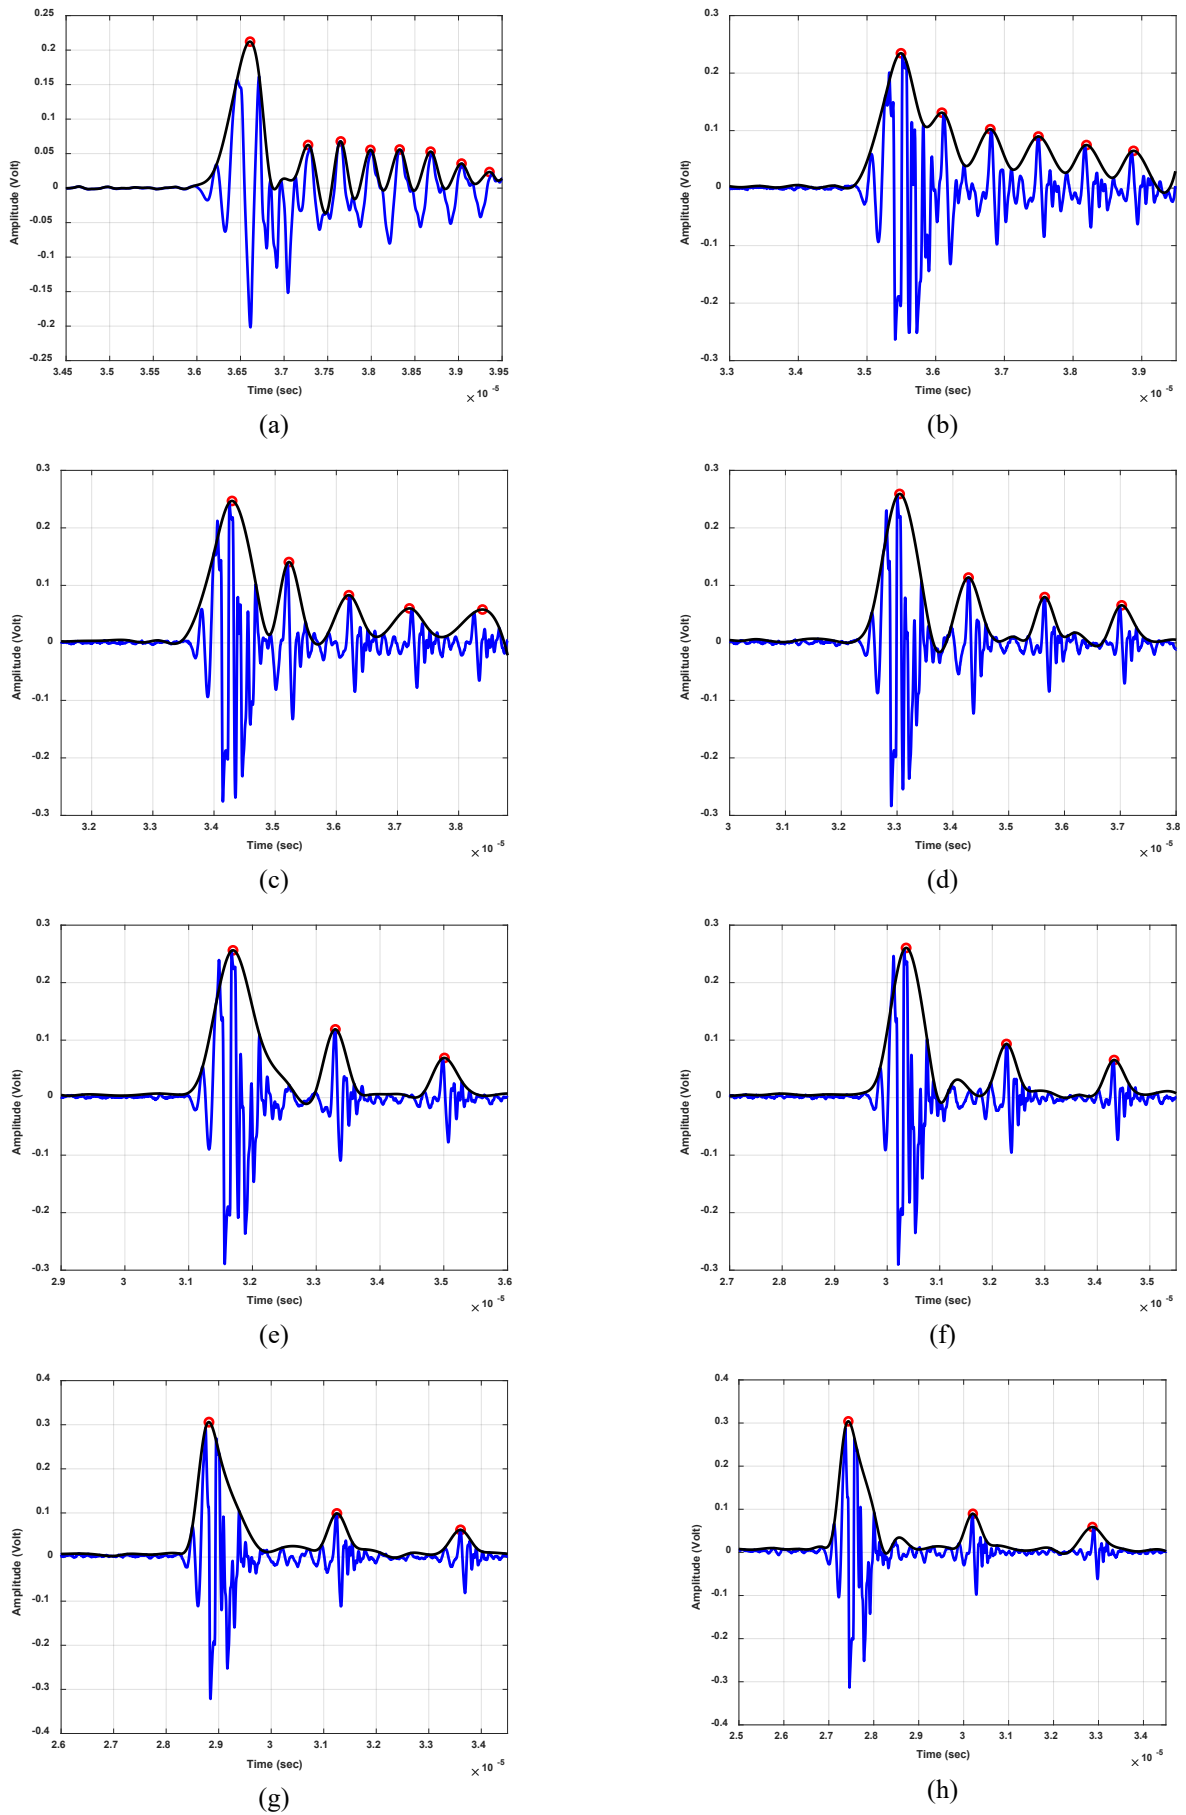 0.25
0.2
0.15
0.1
0.05
0
-0.05
-0.1
-0.15
-0.2
-0.25
Amplitude (Volt)
3.45 3.5 3.55 3.6 3.65 3.7 3.75 3.8 3.85 3.9 3.95
Time (sec)
× 10 -5
(a)
0.3
0.2
0.1
0
-0.1
-0.2
-0.3
Amplitude (Volt)
3.3 3.4 3.5 3.6 3.7 3.8 3.9
Time (sec)
× 10 -5
(b)
0.3
0.2
0.1
0
-0.1
-0.2
-0.3
Amplitude (Volt)
3.2 3.3 3.4 3.5 3.6 3.7 3.8
Time (sec)
× 10 -5
(c)
0.3
0.2
0.1
0
-0.1
-0.2
-0.3
Amplitude (Volt)
3 3.1 3.2 3.3 3.4 3.5 3.6 3.7 3.8
Time (sec)
× 10 -5
(d)
0.3
0.2
0.1
0
-0.1
-0.2
-0.3
Amplitude (Volt)
2.9 3 3.1 3.2 3.3 3.4 3.5 3.6
Time (sec)
× 10 -5
(e)
0.3
0.2
0.1
0
-0.1
-0.2
-0.3
Amplitude (Volt)
2.7 2.8 2.9 3 3.1 3.2 3.3 3.4 3.5
Time (sec)
× 10 -5
(f)
0.4
0.3
0.2
0.1
0
-0.1
-0.2
-0.3
-0.4
Amplitude (Volt)
2.6 2.7 2.8 2.9 3 3.1 3.2 3.3 3.4
Time (sec)
× 10 -5
(g)
0.4
0.3
0.2
0.1
0
-0.1
-0.2
-0.3
-0.4
Amplitude (Volt)
2.5 2.6 2.7 2.8 2.9 3 3.1 3.2 3.3 3.4
Time (sec)
× 10 -5
(h)